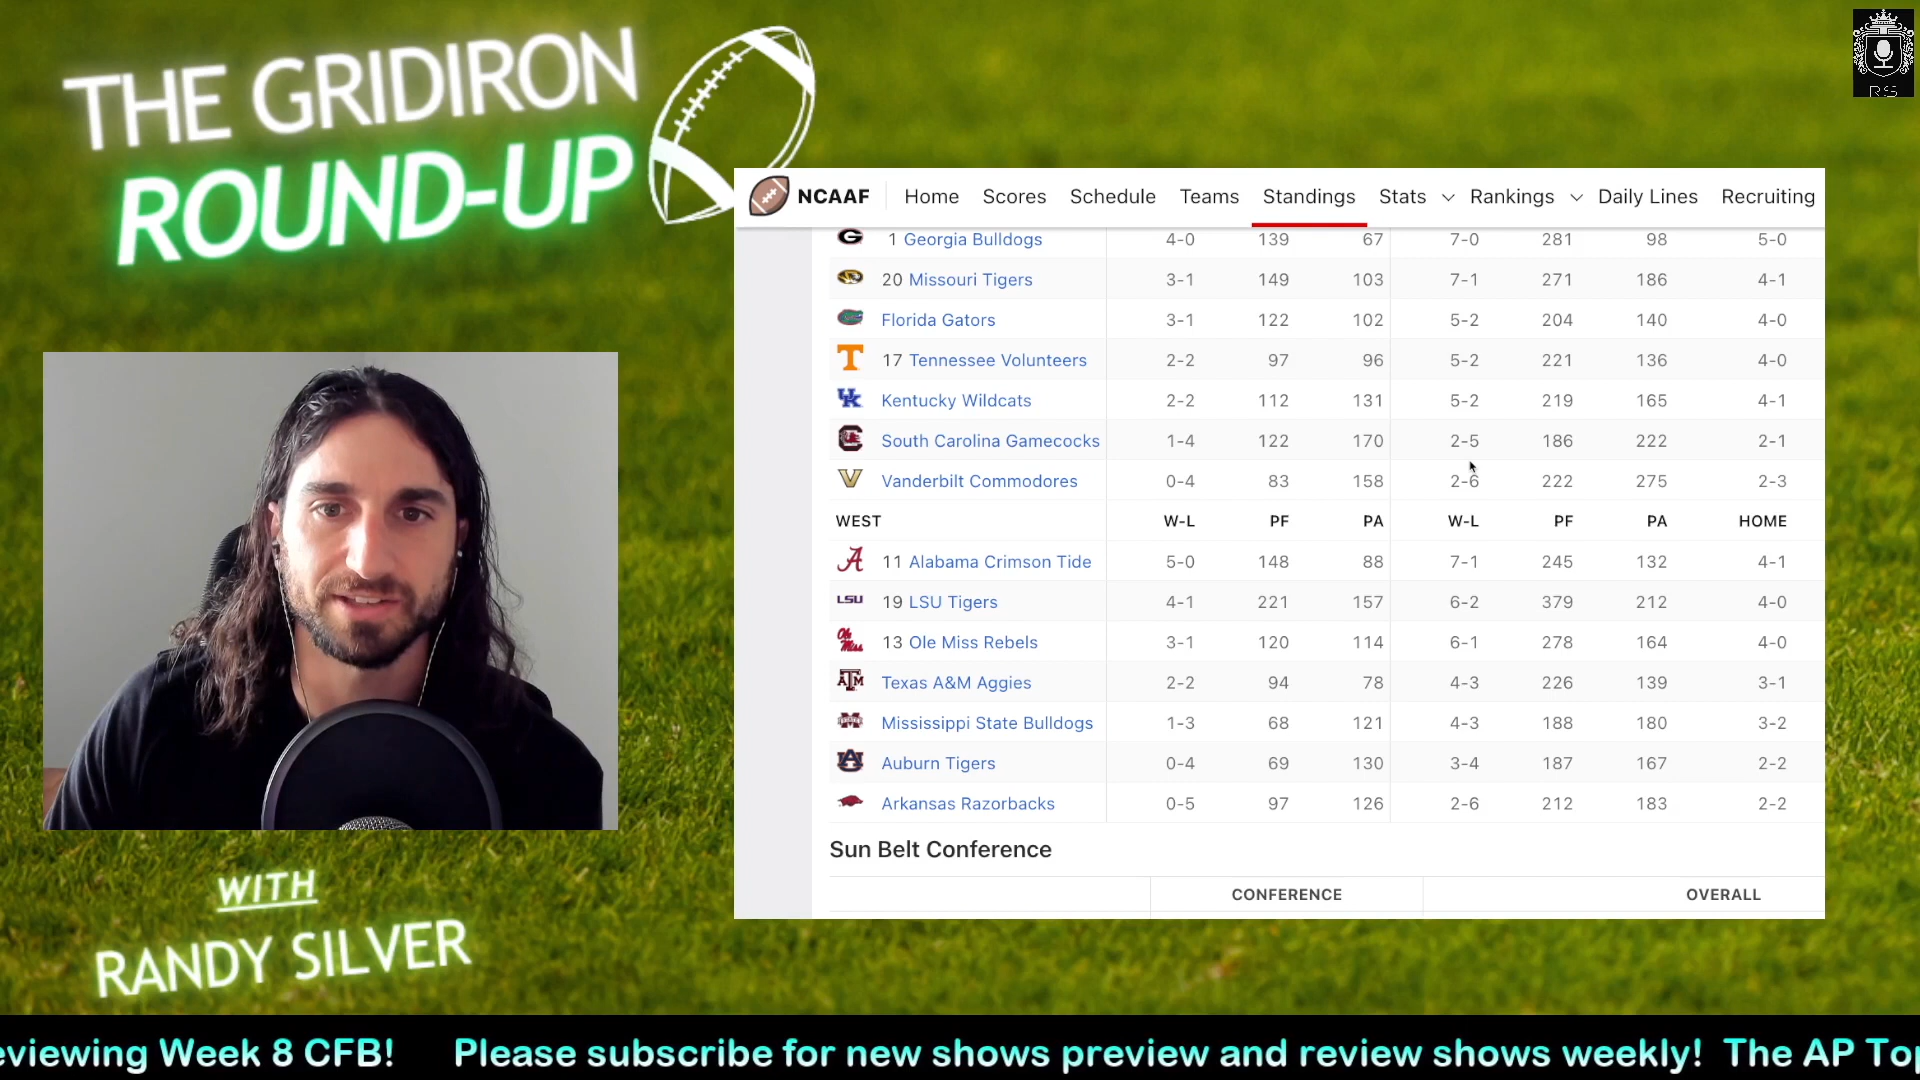 THE GRIDIRON
ROUND-UP
RS
NCAAF Home Scores Schedule Teams Standings Stats Rankings Daily Lines Recruiting
G 1 Georgia Bulldogs 4-0 139 67 7-0 281 98 5-0
20 Missouri Tigers 3-1 149 103 7-1 271 186 4-1
Florida Gators 3-1 122 102 5-2 204 140 4-0
T 17 Tennessee Volunteers 2-2 97 96 5-2 221 136 4-0
UK Kentucky Wildcats 2-2 112 131 5-2 219 165 4-1
C South Carolina Gamecocks 1-4 122 170 2-5 186 222 2-1
V Vanderbilt Commodores 0-4 83 158 2-6 222 275 2-3
WEST W-L PF PA W-L PF PA HOME
A 11 Alabama Crimson Tide 5-0 148 88 7-1 245 132 4-1
LSU 19 LSU Tigers 4-1 221 157 6-2 379 212 4-0
Ole Miss 13 Ole Miss Rebels 3-1 120 114 6-1 278 164 4-0
ATM Texas A&M Aggies 2-2 94 78 4-3 226 139 3-1
Mississippi State Bulldogs 1-3 68 121 4-3 188 180 3-2
AU Auburn Tigers 0-4 69 130 3-4 187 167 2-2
Arkansas Razorbacks 0-5 97 126 2-6 212 183 2-2
Sun Belt Conference
CONFERENCE OVERALL
WITH
RANDY SILVER
eviewing Week 8 CFB! Please subscribe for new shows preview and review shows weekly! The AP Top